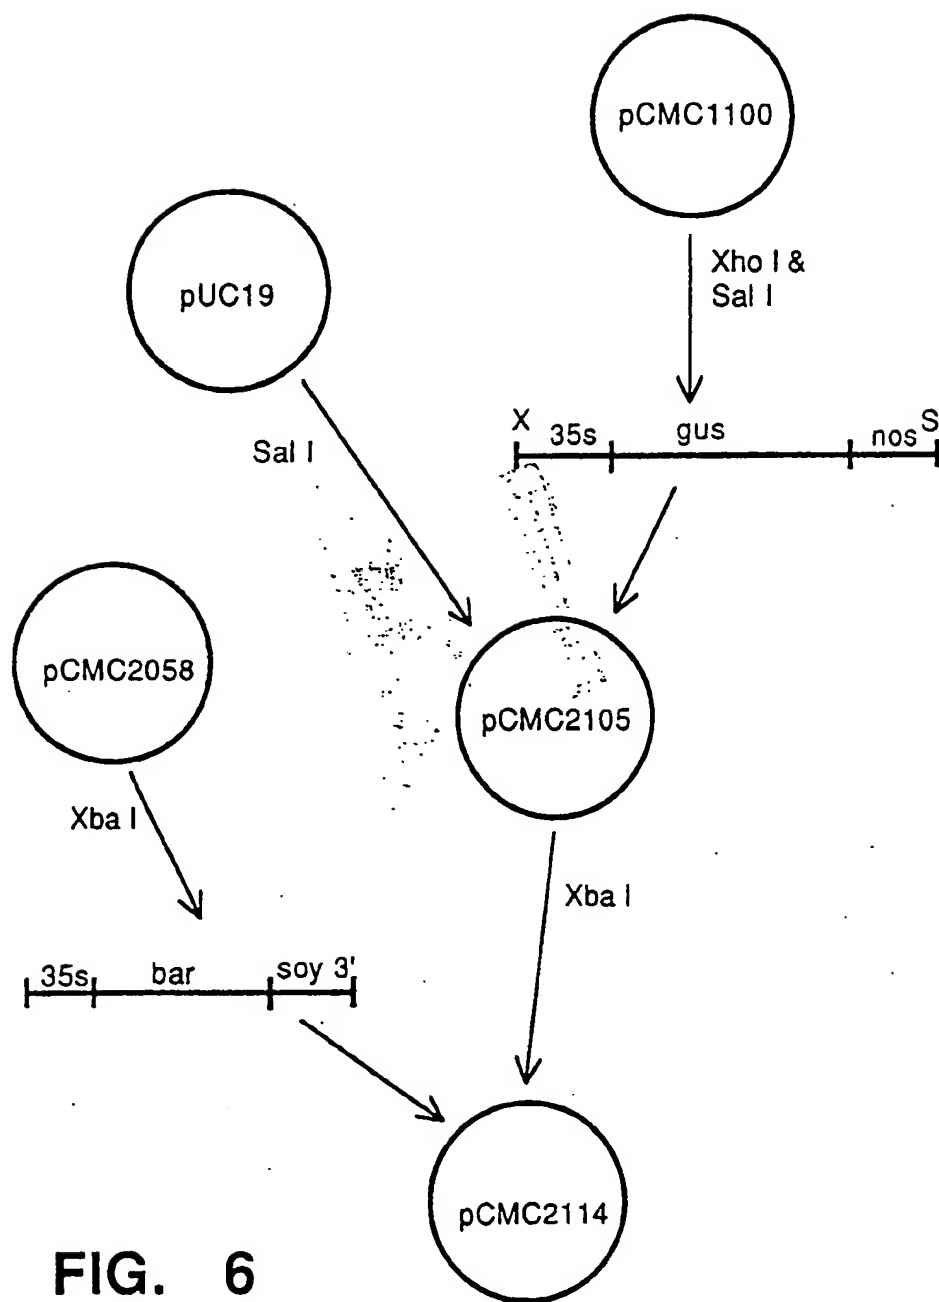 pCMC1100
Xho I &
Sal I
pUC19
Sal I
X 35s gus nos S
pCMC2058
pCMC2105
Xba I
Xba I
35s bar soy 3'
pCMC2114
FIG. 6